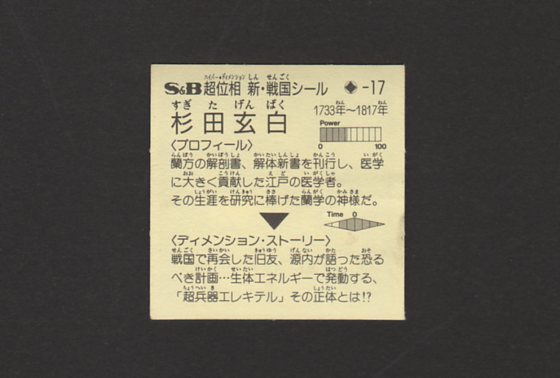 S&B超位相 新・戦国シール ◈-17
杉田玄白 1733年〜1817年
Power
0 100
〈プロフィール〉
蘭方の解剖書、解体新書を刊行し、医学
に大きく貢献した江戸の医学者。
その生涯を研究に捧げた蘭学の神様だ。
Time 0
〈ディメンション・ストーリー〉
戦国で再会した旧友、源内が語った恐る
べき計画…生体エネルギーで発動する、
「超兵器エレキテル」その正体とは!?